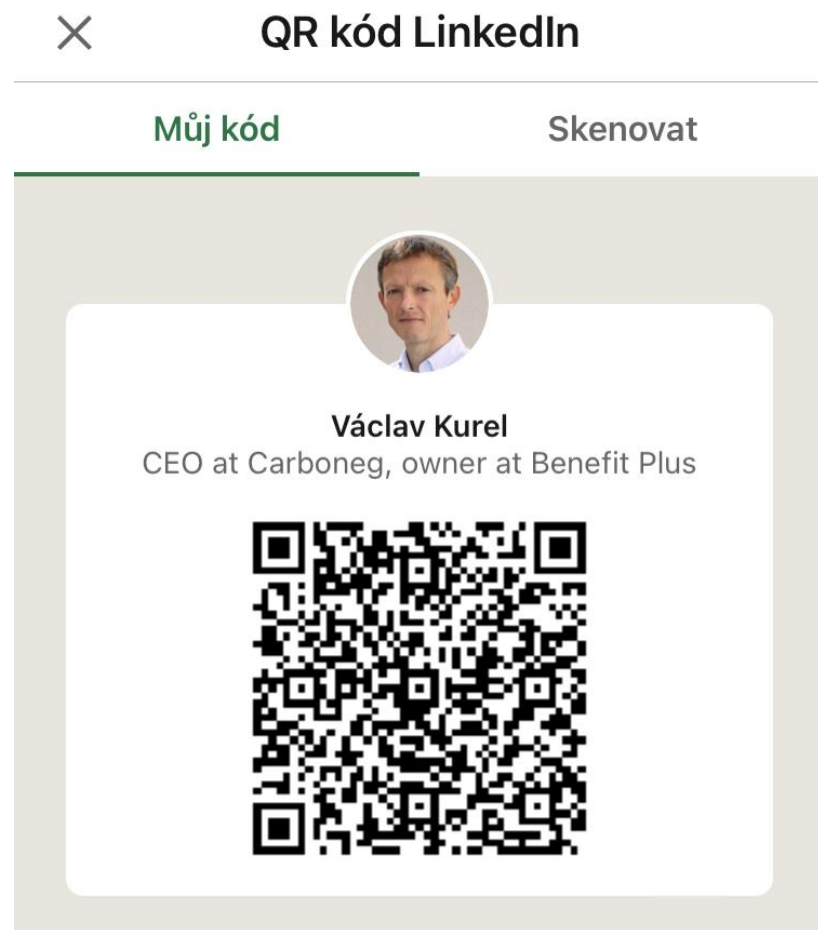 QR kód LinkedIn
Můj kód
Skenovat
Václav Kurel
CEO at Carboneg, owner at Benefit Plus